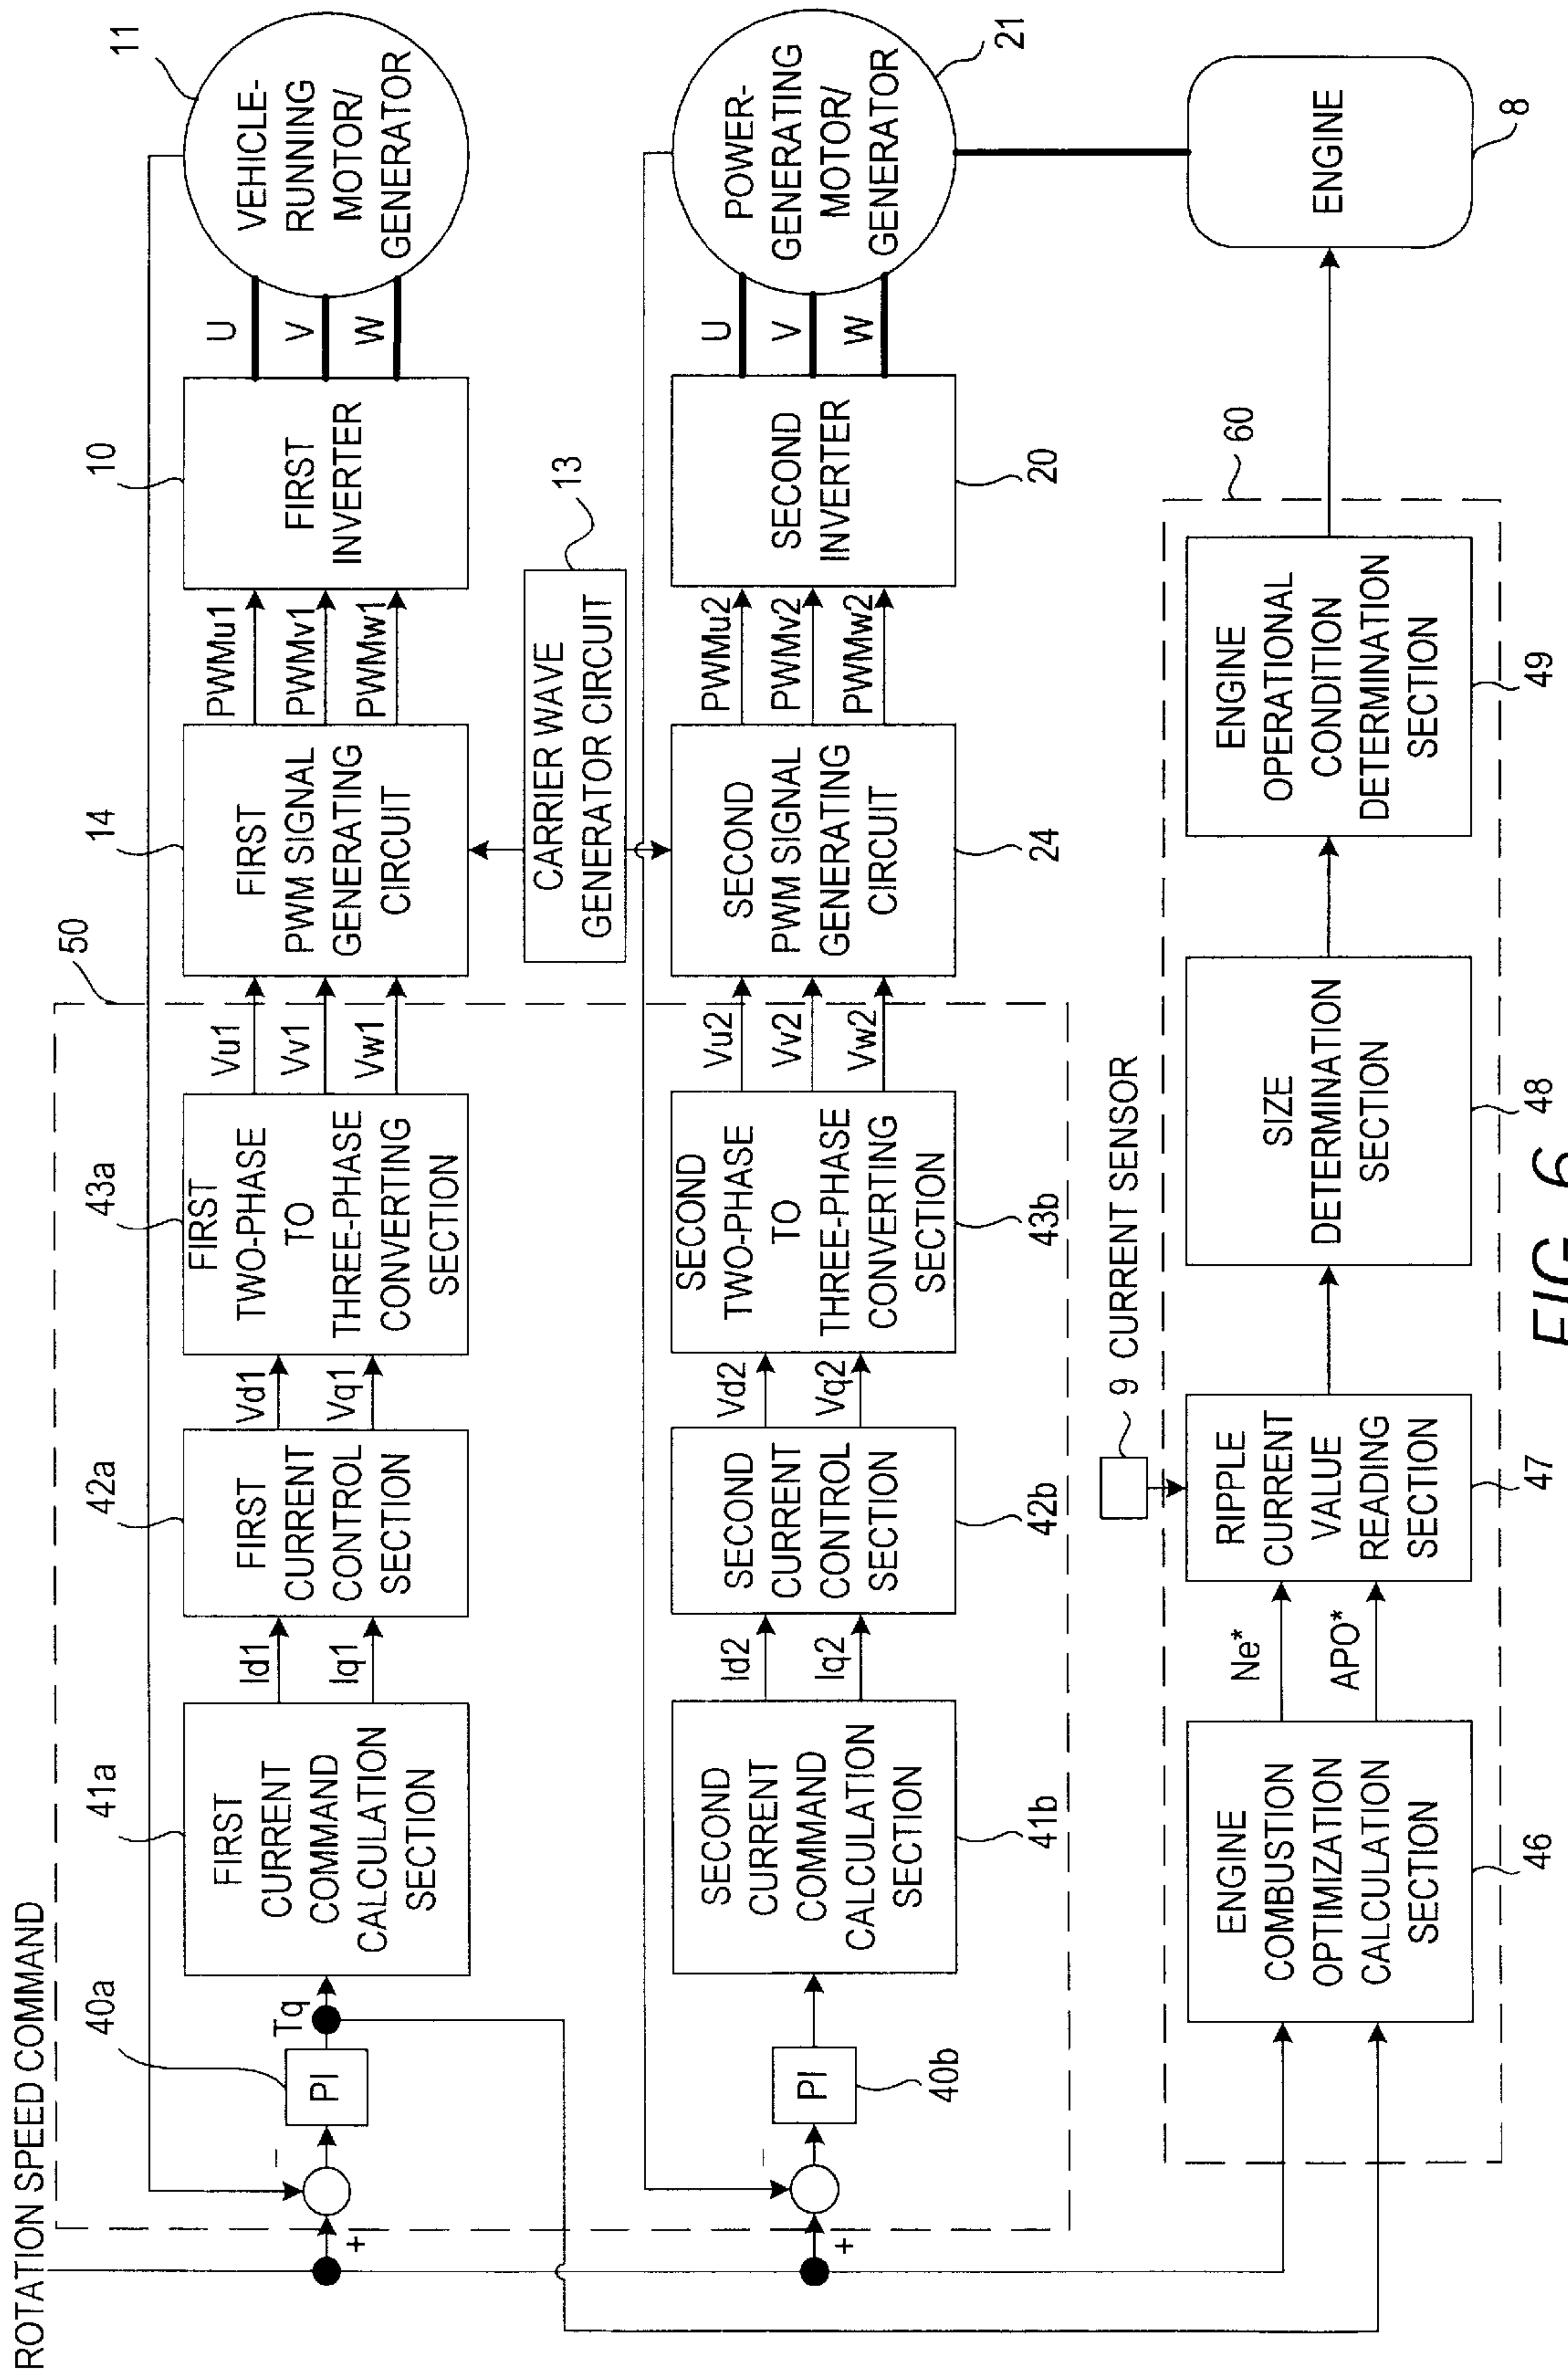 ROTATION SPEED COMMAND
50
40a
PI
Tq
+
−
41a
FIRST
CURRENT
COMMAND
CALCULATION
SECTION
Id1
Iq1
42a
FIRST
CURRENT
CONTROL
SECTION
Vd1
Vq1
43a
FIRST
TWO-PHASE
TO
THREE-PHASE
CONVERTING
SECTION
Vu1
Vv1
Vw1
14
FIRST
PWM SIGNAL
GENERATING
CIRCUIT
PWMu1
PWMv1
PWMw1
10
FIRST
INVERTER
U
V
W
11
VEHICLE-
RUNNING
MOTOR/
GENERATOR
CARRIER WAVE
GENERATOR CIRCUIT
13
+
−
PI
40b
SECOND
CURRENT
COMMAND
CALCULATION
SECTION
41b
Id2
Iq2
SECOND
CURRENT
CONTROL
SECTION
42b
Vd2
Vq2
SECOND
TWO-PHASE
TO
THREE-PHASE
CONVERTING
SECTION
43b
Vu2
Vv2
Vw2
SECOND
PWM SIGNAL
GENERATING
CIRCUIT
24
PWMu2
PWMv2
PWMw2
SECOND
INVERTER
20
U
V
W
POWER-
GENERATING
MOTOR/
GENERATOR
21
9 CURRENT SENSOR
60
ENGINE
COMBUSTION
OPTIMIZATION
CALCULATION
SECTION
46
Ne*
APO*
RIPPLE
CURRENT
VALUE
READING
SECTION
47
SIZE
DETERMINATION
SECTION
48
ENGINE
OPERATIONAL
CONDITION
DETERMINATION
SECTION
49
ENGINE
8
FIG. 6